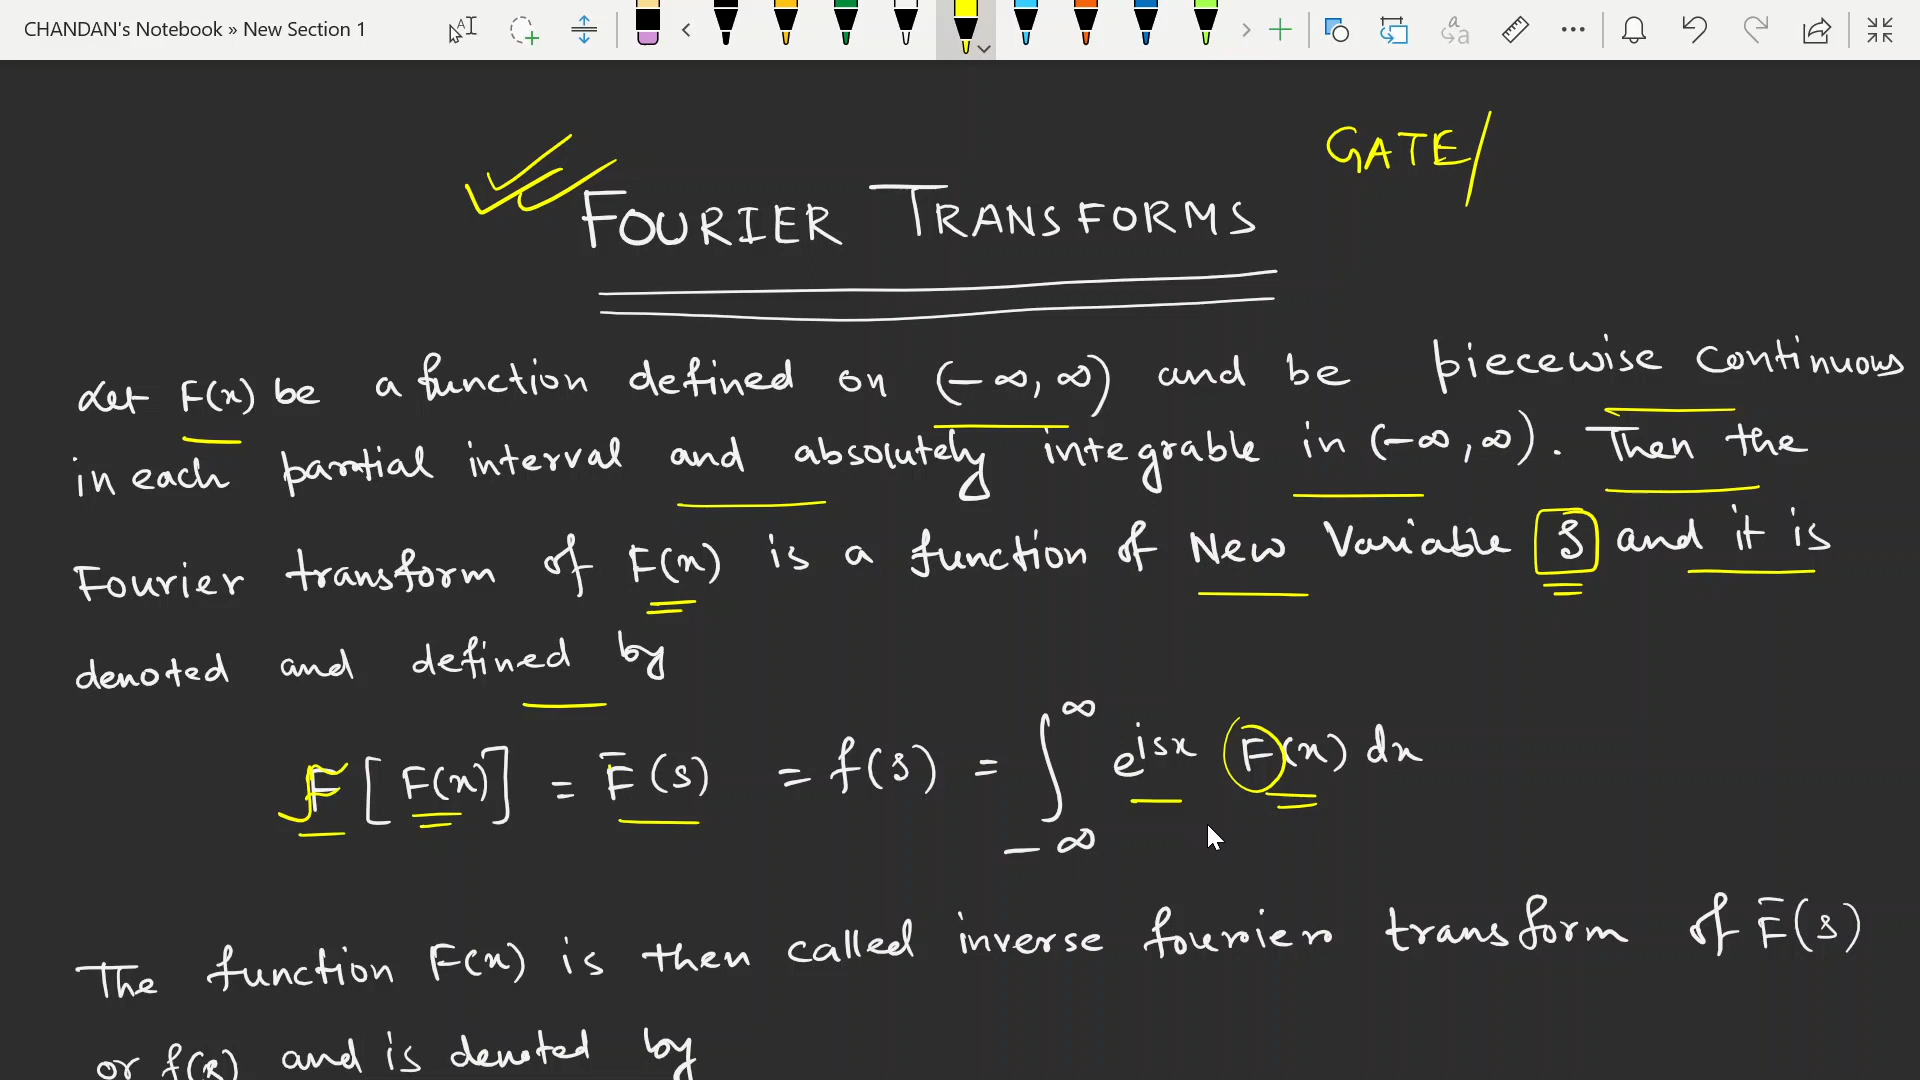 CHANDAN's Notebook » New Section 1
GATE/
FOURIER TRANSFORMS
Let F(x) be a function defined on (-∞, ∞) and be piecewise continuous
in each partial interval and absolutely integrable in (-∞, ∞). Then the
Fourier transform of F(x) is a function of New Variable s and it is
denoted and defined by
F[F(x)] = F̄(s) = f(s) = ∫_{-∞}^{∞} e^{isx} F(x) dx
The function F(x) is then called inverse fourier transform of F̄(s)
or f(s) and is denoted by